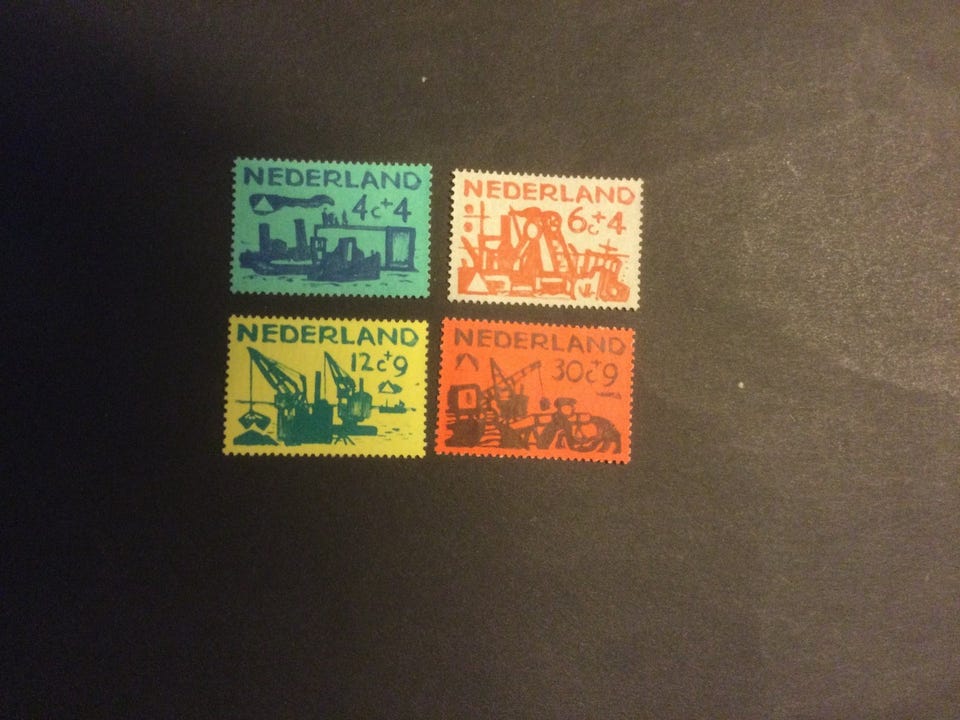 NEDERLAND
4c+4
NEDERLAND
6c+4
NEDERLAND
12c+9
NEDERLAND
30c+9